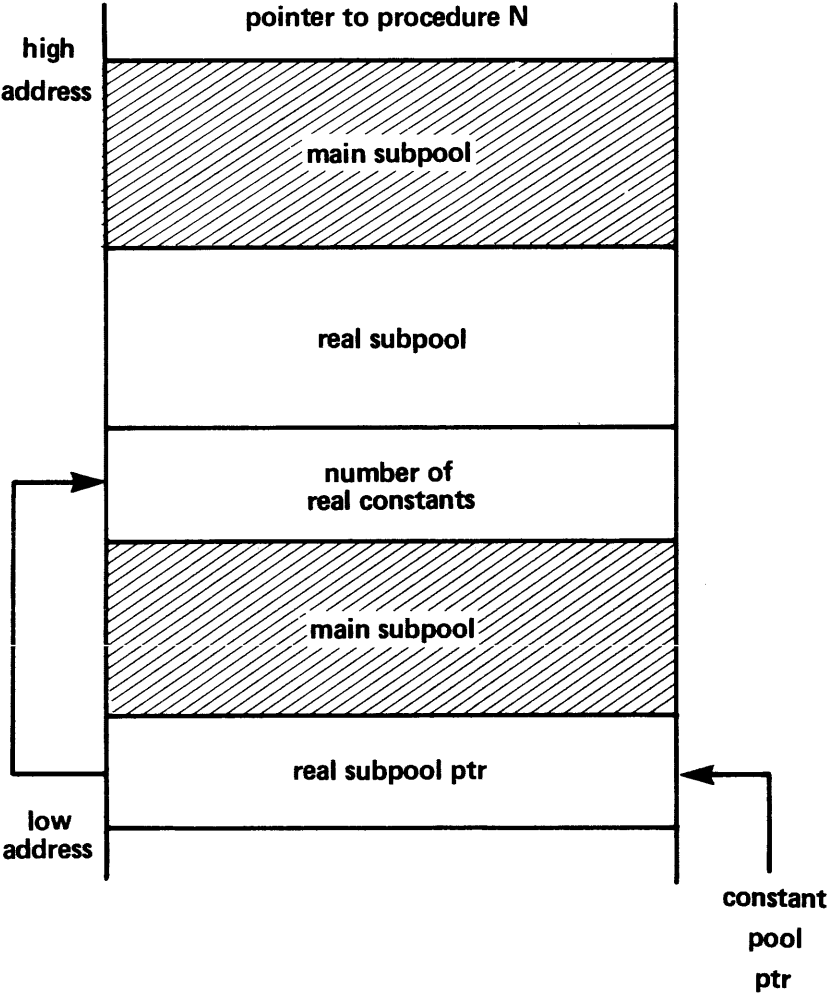 pointer to procedure N
high
address
main subpool
real subpool
number of
real constants
main subpool
real subpool ptr
low
address
constant
pool
ptr